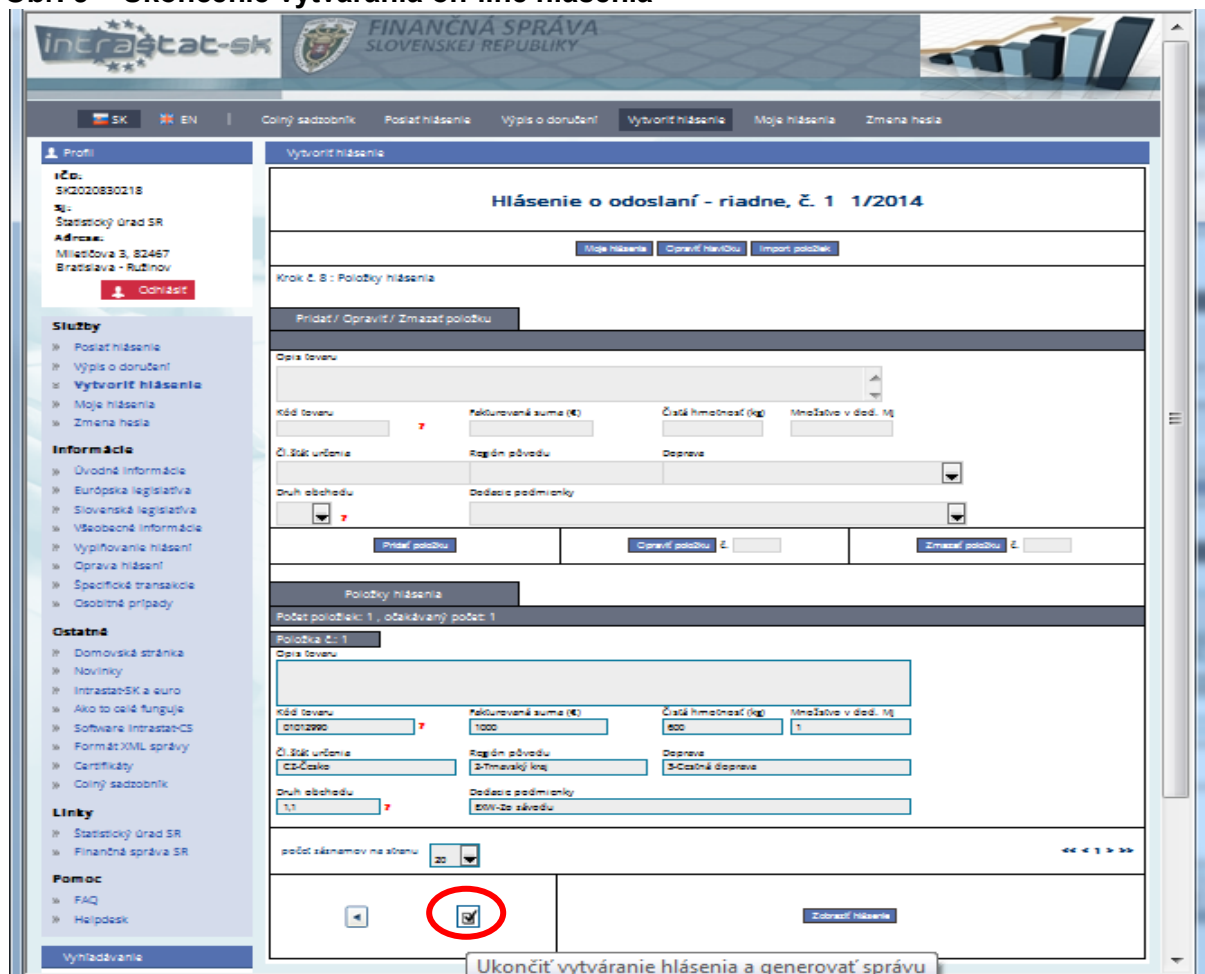 intrastat-sk
FINANČNÁ SPRÁVA
SLOVENSKEJ REPUBLIKY
SK EN | Colný sadzobník Poslať hlásenie Výpis o doručení Vytvoriť hlásenie Moje hlásenia Zmena hesla
Profil
IČD:
SK2020830218
SJ:
Štatistický úrad SR
Adresa:
Miletičova 3, 82467
Bratislava - Ružinov
Odhlásiť
Služby
» Poslať hlásenie
» Výpis o doručení
» Vytvoriť hlásenie
» Moje hlásenia
» Zmena hesla
Informácie
» Úvodné informácie
» Európska legislatíva
» Slovenská legislatíva
» Všeobecné informácie
» Vyplňovanie hlásení
» Oprava hlásení
» Špecifické transakcie
» Osobitné prípady
Ostatné
» Domovská stránka
» Novinky
» Intrastat-SK a euro
» Ako to celé funguje
» Software Intrastat-CS
» Formát XML správy
» Certifikáty
» Colný sadzobník
Linky
» Štatistický úrad SR
» Finančná správa SR
Pomoc
» FAQ
» Helpdesk
Vyhľadávanie
Vytvoriť hlásenie
Hlásenie o odoslaní - riadne, č. 1 1/2014
Moje hlásenia Opraviť hlavičku Import položiek
Krok č. 8 : Položky hlásenia
Pridať / Opraviť / Zmazať položku
Opis tovaru
Kód tovaru Fakturovaná suma (€) Čistá hmotnosť (kg) Množstvo v dod. MJ
?
Čl.štát určenia Región pôvodu Doprava
Druh obchodu Dodacie podmienky
?
Pridať položku Opraviť položku č. Zmazať položku č.
Položky hlásenia
Počet položiek: 1 , očakávaný počet: 1
Položka č.: 1
Opis tovaru
Kód tovaru Fakturovaná suma (€) Čistá hmotnosť (kg) Množstvo v dod. MJ
01012990 ? 1000 600 1
Čl.štát určenia Región pôvodu Doprava
CZ-Česko 2-Trnavský kraj 3-Cestná doprava
Druh obchodu Dodacie podmienky
1,1 ? EXW-Zo závodu
počet záznamov na stranu 20 << < 1 > >>
Zobraziť hlásenie
Ukončiť vytváranie hlásenia a generovať správu